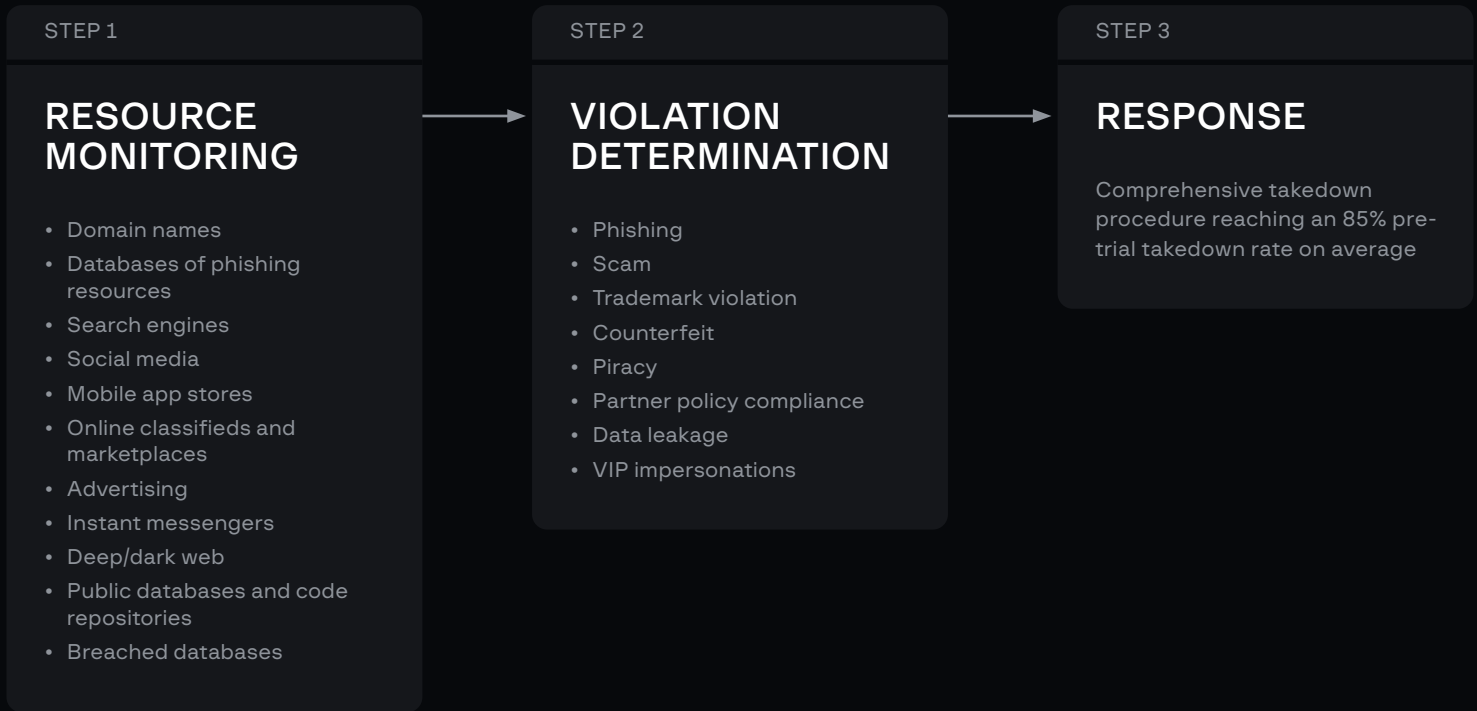 STEP 1
RESOURCE
MONITORING
• Domain names
• Databases of phishing
resources
• Search engines
• Social media
• Mobile app stores
• Online classifieds and
marketplaces
• Advertising
• Instant messengers
• Deep/dark web
• Public databases and code
repositories
• Breached databases
STEP 2
VIOLATION
DETERMINATION
• Phishing
• Scam
• Trademark violation
• Counterfeit
• Piracy
• Partner policy compliance
• Data leakage
• VIP impersonations
STEP 3
RESPONSE
Comprehensive takedown
procedure reaching an 85% pre-
trial takedown rate on average